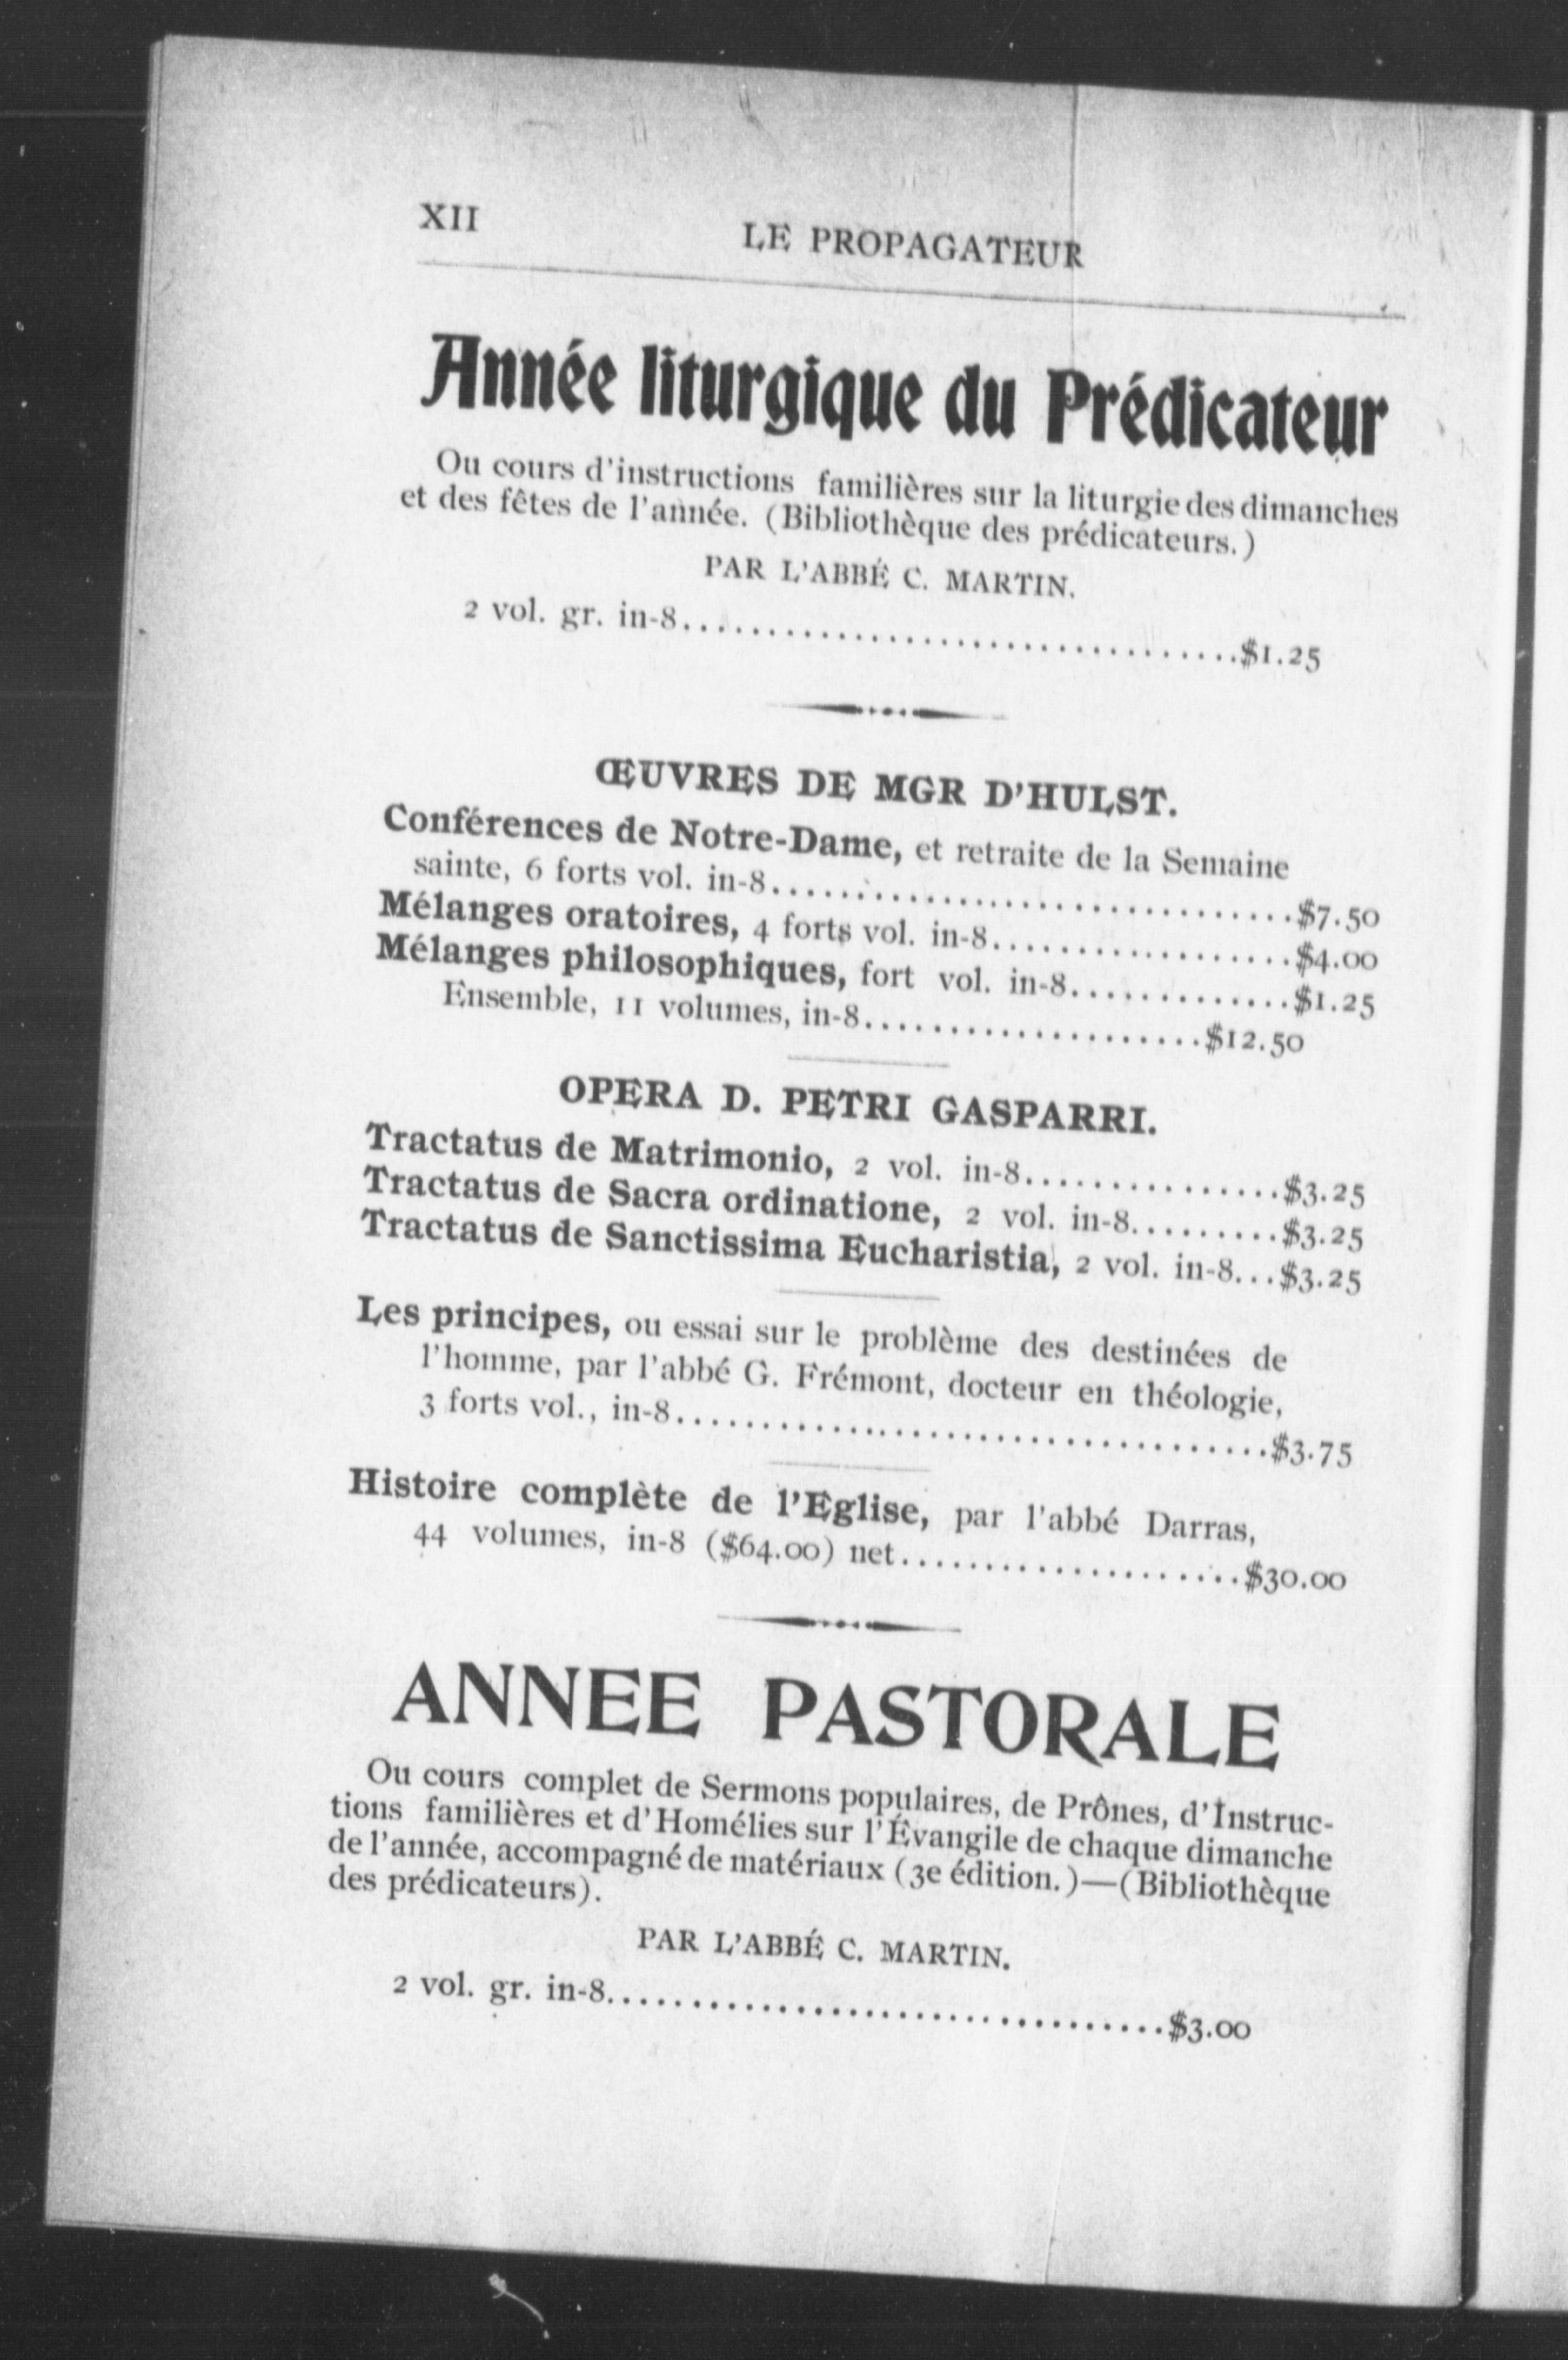 XII
LE PROPAGATEUR
Année liturgique du Prédicateur
Ou cours d'instructions familières sur la liturgie des dimanches
et des fêtes de l'année. (Bibliothèque des prédicateurs.)
PAR L'ABBÉ C. MARTIN.
2 vol. gr. in-8.................................$1.25
ŒUVRES DE MGR D'HULST.
Conférences de Notre-Dame, et retraite de la Semaine
sainte, 6 forts vol. in-8...............................$7.50
Mélanges oratoires, 4 forts vol. in-8..................$4.00
Mélanges philosophiques, fort vol. in-8.............$1.25
Ensemble, 11 volumes, in-8....................$12.50
OPERA D. PETRI GASPARRI.
Tractatus de Matrimonio, 2 vol. in-8...............$3.25
Tractatus de Sacra ordinatione, 2 vol. in-8.........$3.25
Tractatus de Sanctissima Eucharistia, 2 vol. in-8...$3.25
Les principes, ou essai sur le problème des destinées de
l'homme, par l'abbé G. Frémont, docteur en théologie,
3 forts vol., in-8...................................$3.75
Histoire complète de l'Eglise, par l'abbé Darras,
44 volumes, in-8 ($64.00) net....................$30.00
ANNEE PASTORALE
Ou cours complet de Sermons populaires, de Prônes, d'Instruc-
tions familières et d'Homélies sur l'Évangile de chaque dimanche
de l'année, accompagné de matériaux (3e édition.)—(Bibliothèque
des prédicateurs).
PAR L'ABBÉ C. MARTIN.
2 vol. gr. in-8.................................$3.00